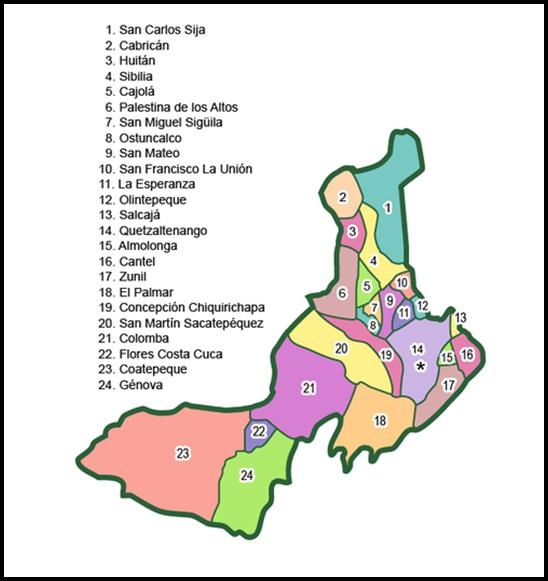 1. San Carlos Sija
2. Cabricán
3. Huitán
4. Sibilia
5. Cajolá
6. Palestina de los Altos
7. San Miguel Sigüila
8. Ostuncalco
9. San Mateo
10. San Francisco La Unión
11. La Esperanza
12. Olintepeque
13. Salcajá
14. Quetzaltenango
15. Almolonga
16. Cantel
17. Zunil
18. El Palmar
19. Concepción Chiquirichapa
20. San Martín Sacatepéquez
21. Colomba
22. Flores Costa Cuca
23. Coatepeque
24. Génova
1
2
3
4
5
6
7
8
9
10
11
12
13
14
*
15
16
17
18
19
20
21
22
23
24